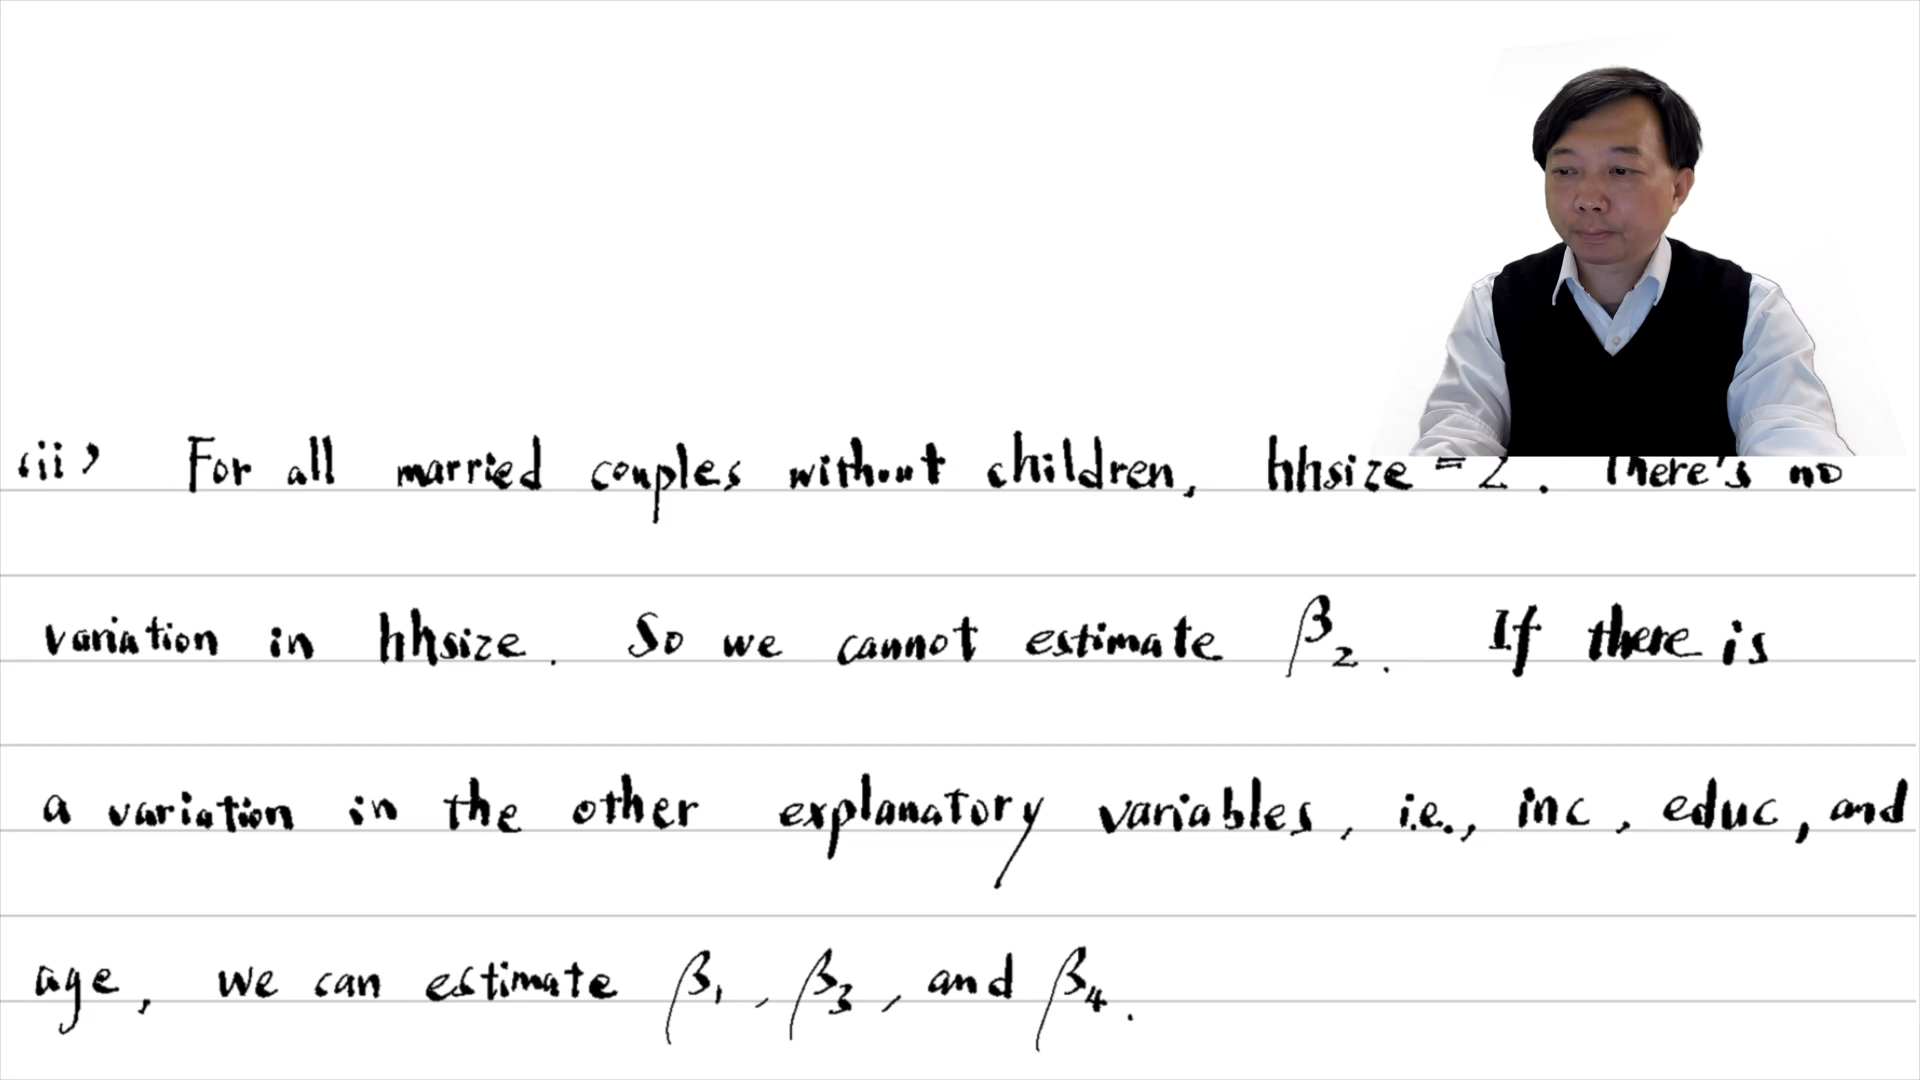 (ii) For all married couples without children, hhsize = 2. There's no
variation in hhsize. So we cannot estimate β₂. If there is
a variation in the other explanatory variables, i.e., inc, educ, and
age, we can estimate β₁, β₃, and β₄.